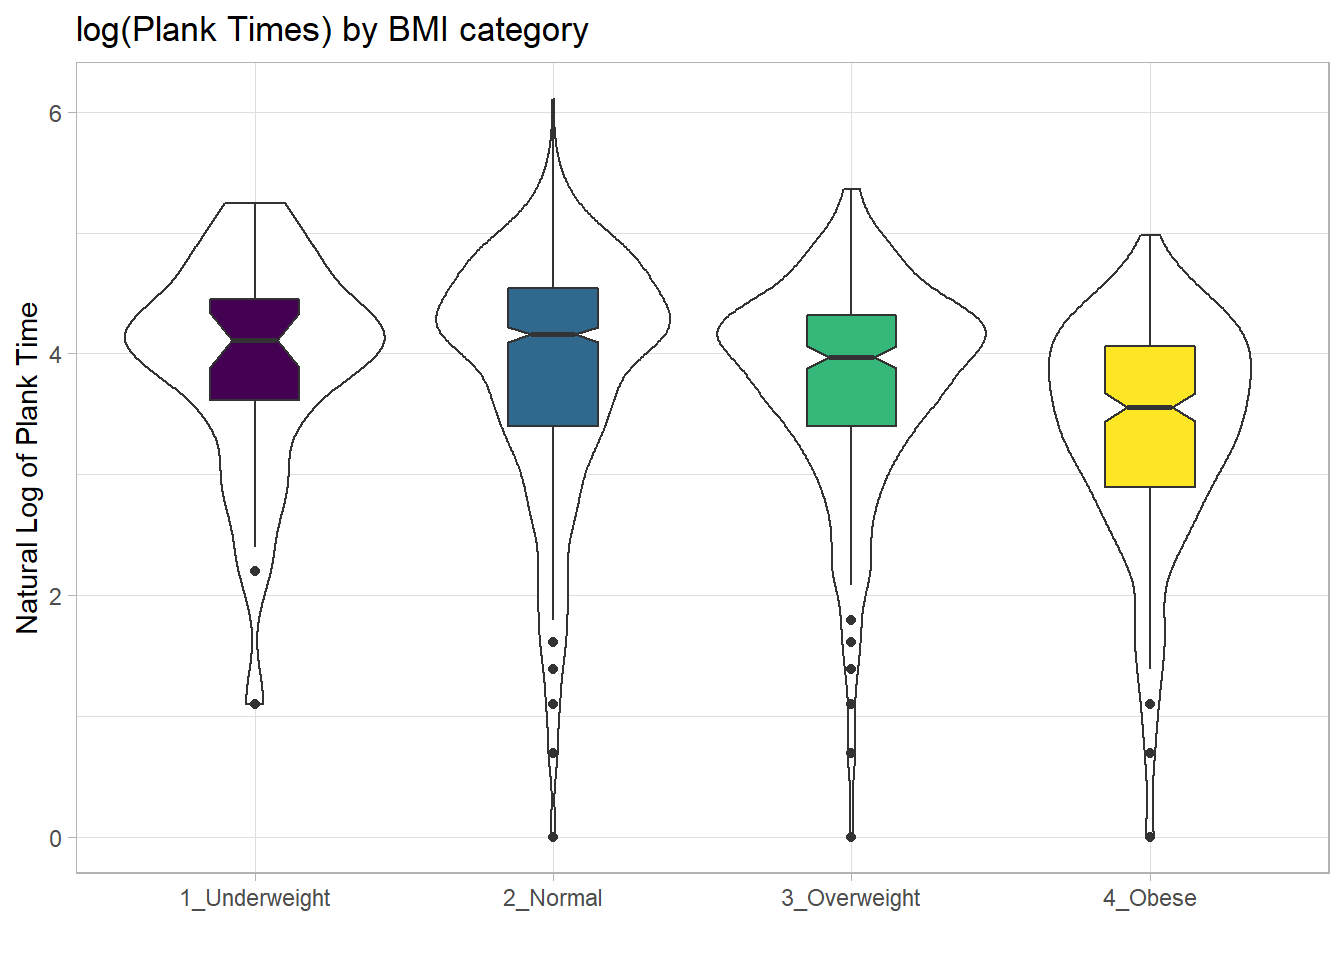 log(Plank Times) by BMI category
Natural Log of Plank Time
6
4
2
0
1_Underweight
2_Normal
3_Overweight
4_Obese